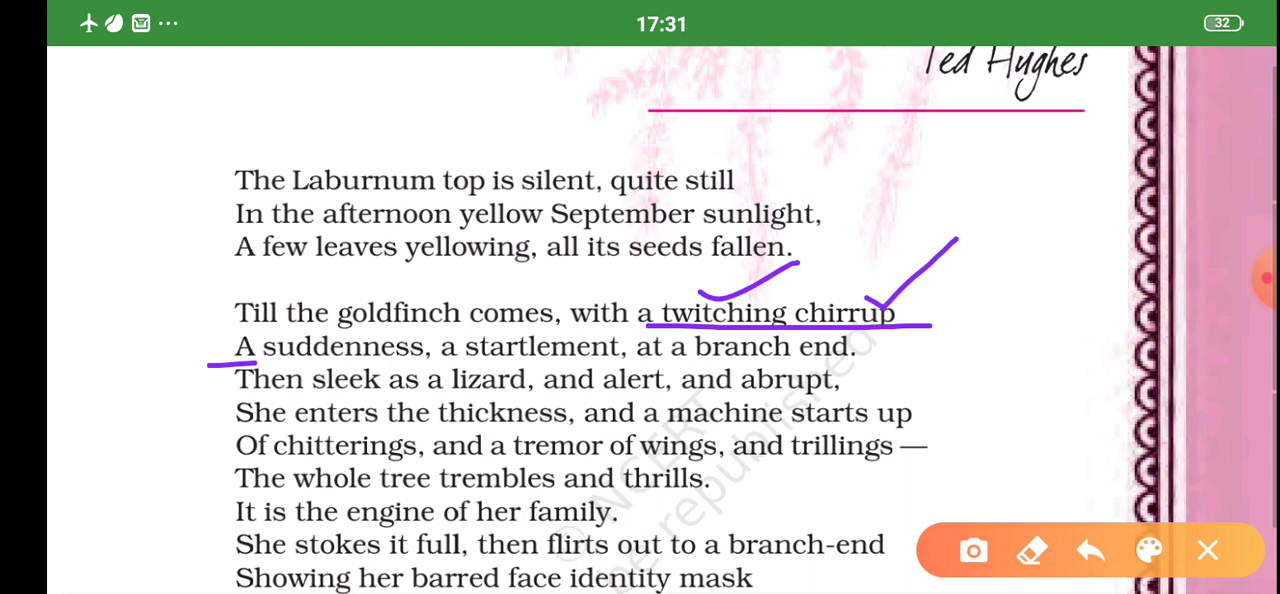 17:31
32
Ted Hughes
The Laburnum top is silent, quite still
In the afternoon yellow September sunlight,
A few leaves yellowing, all its seeds fallen.
Till the goldfinch comes, with a twitching chirrup
A suddenness, a startlement, at a branch end.
Then sleek as a lizard, and alert, and abrupt,
She enters the thickness, and a machine starts up
Of chitterings, and a tremor of wings, and trillings —
The whole tree trembles and thrills.
It is the engine of her family.
She stokes it full, then flirts out to a branch-end
Showing her barred face identity mask
© NCERT
be republished